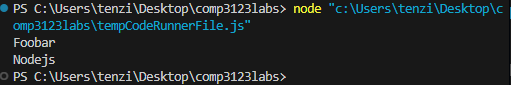 PS C:\Users\tenzi\Desktop\comp3123labs> node "c:\Users\tenzi\Desktop\c
omp3123labs\tempCodeRunnerFile.js"
Foobar
Nodejs
PS C:\Users\tenzi\Desktop\comp3123labs>